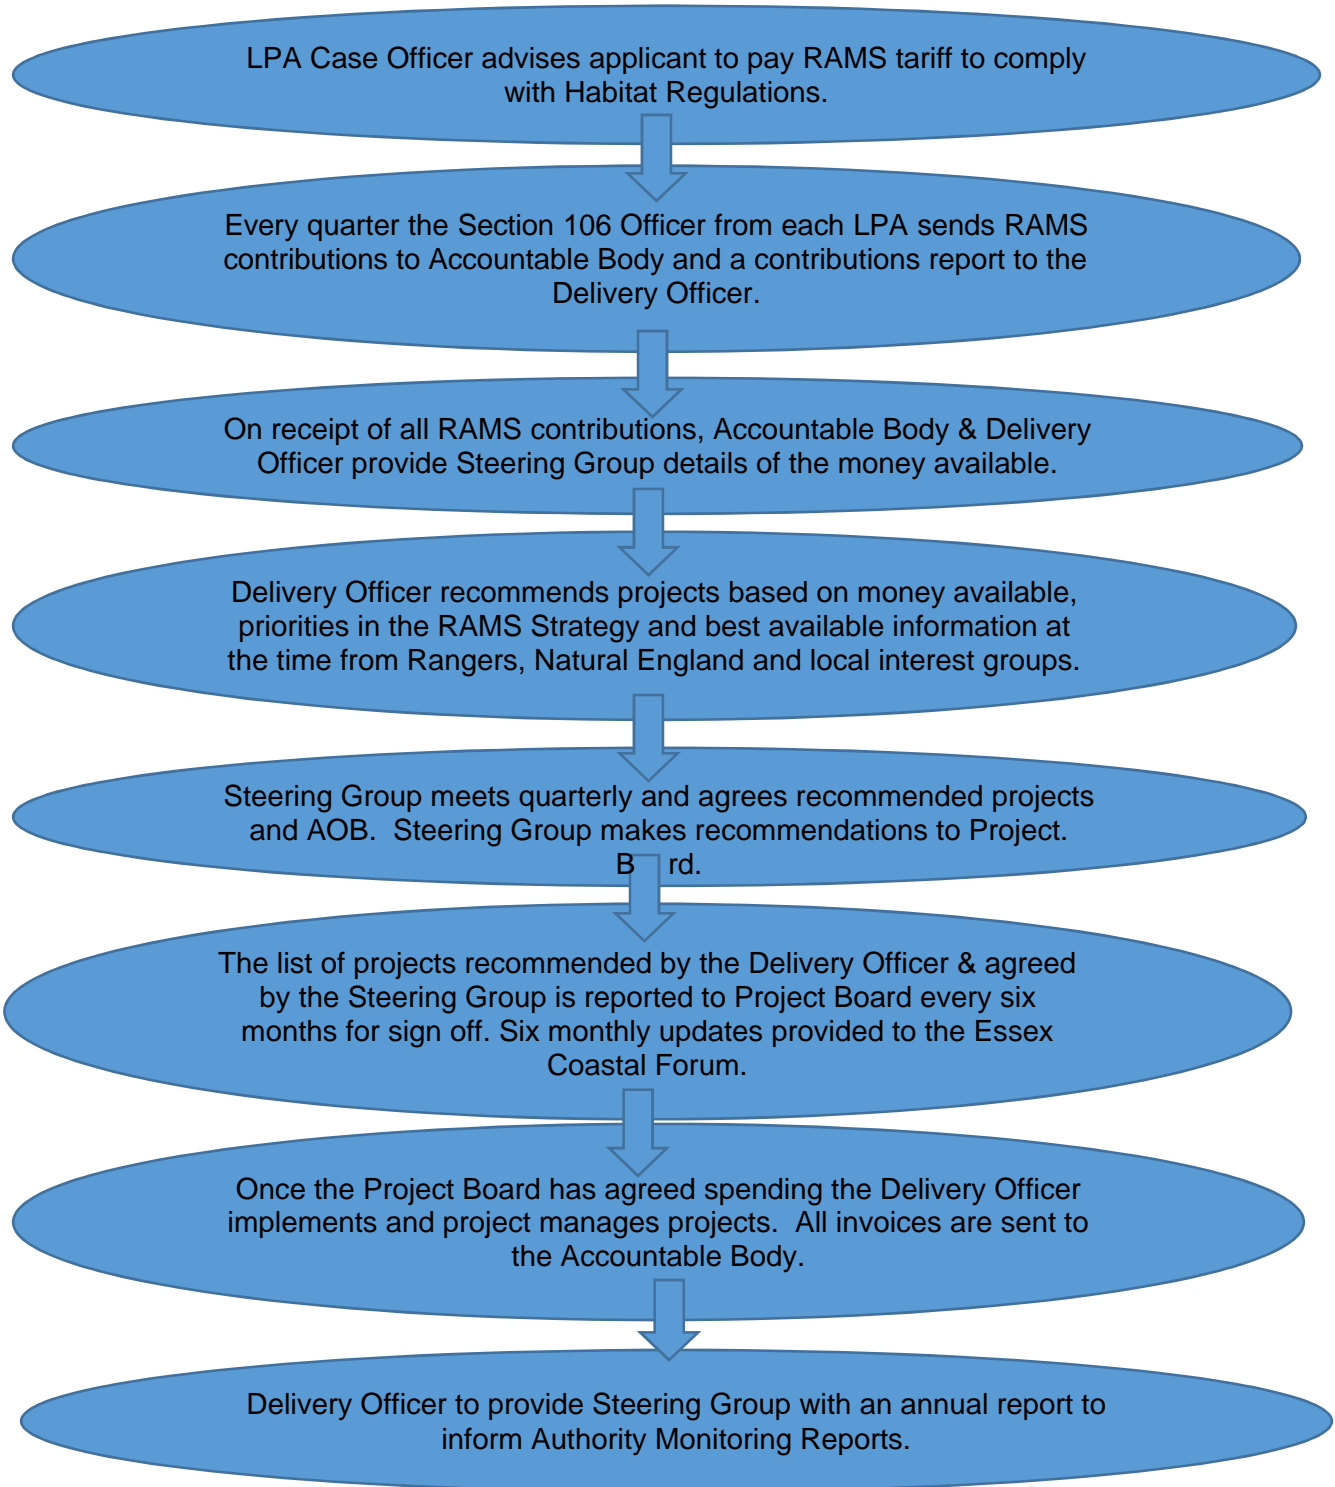 LPA Case Officer advises applicant to pay RAMS tariff to comply
with Habitat Regulations.
Every quarter the Section 106 Officer from each LPA sends RAMS
contributions to Accountable Body and a contributions report to the
Delivery Officer.
On receipt of all RAMS contributions, Accountable Body & Delivery
Officer provide Steering Group details of the money available.
Delivery Officer recommends projects based on money available,
priorities in the RAMS Strategy and best available information at
the time from Rangers, Natural England and local interest groups.
Steering Group meets quarterly and agrees recommended projects
and AOB.  Steering Group makes recommendations to Project.
B rd.
The list of projects recommended by the Delivery Officer & agreed
by the Steering Group is reported to Project Board every six
months for sign off. Six monthly updates provided to the Essex
Coastal Forum.
Once the Project Board has agreed spending the Delivery Officer
implements and project manages projects.  All invoices are sent to
the Accountable Body.
Delivery Officer to provide Steering Group with an annual report to
inform Authority Monitoring Reports.